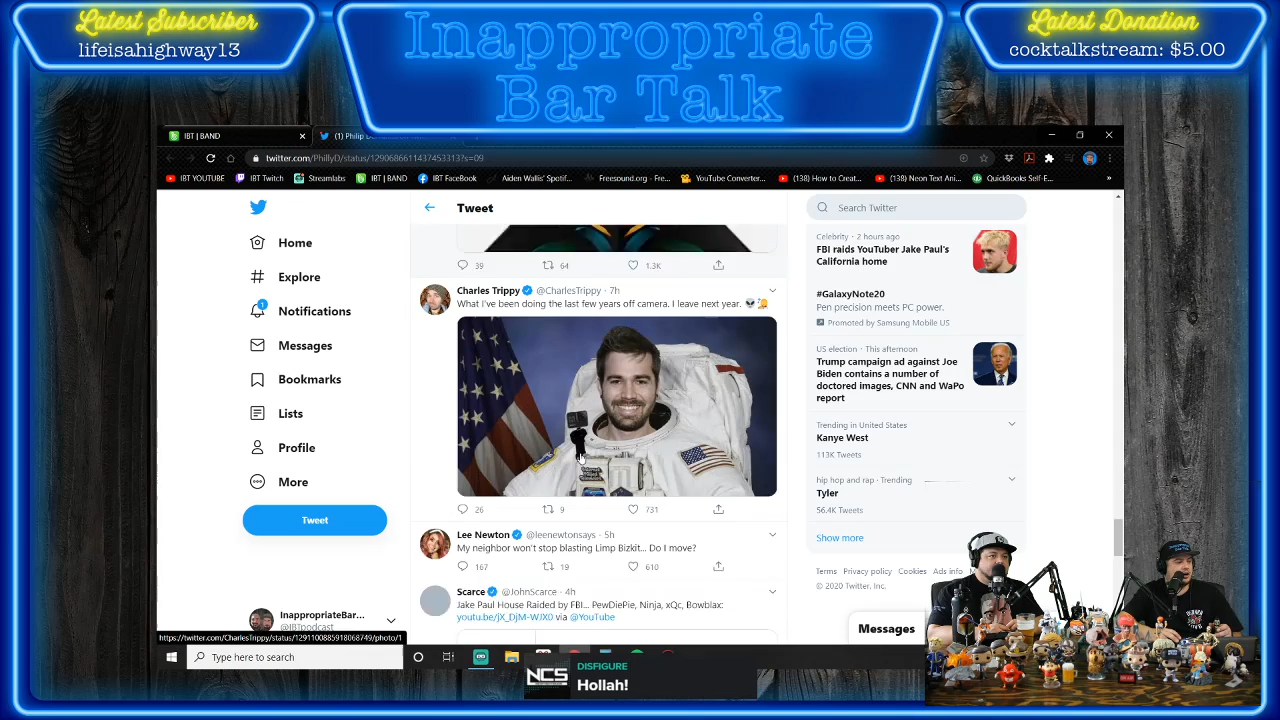 Latest Subscriber
lifeisahighway13
Inappropriate
Bar Talk
Latest Donation
cocktalkstream: $5.00
IBT | BAND
(1) Philip
twitter.com/PhillyD/status/1290686611437453313?s=09
IBT YOUTUBE
IBT Twitch
Streamlabs
IBT | BAND
IBT FaceBook
Aiden Wallis' Spotif...
Freesound.org - Fre...
YouTube Converter...
(138) How to Creat...
(138) Neon Text Ani...
QuickBooks Self-E...
»
Home
Explore
1
Notifications
Messages
Bookmarks
Lists
Profile
More
Tweet
InappropriateBar...
@IBTpodcast
Tweet
39
64
1.3K
Charles Trippy @CharlesTrippy · 7h
What I've been doing the last few years off camera. I leave next year. 👽
26
9
731
Lee Newton @leenewtonsays · 5h
My neighbor won't stop blasting Limp Bizkit... Do I move?
167
19
610
Scarce @JohnScarce · 4h
Jake Paul House Raided by FBI... PewDiePie, Ninja, xQc, Bowblax:
youtu.be/jX_DjM-WJX0 via @YouTube
Search Twitter
Celebrity · 2 hours ago
FBI raids YouTuber Jake Paul's
California home
#GalaxyNote20
Pen precision meets PC power.
Promoted by Samsung Mobile US
US election · This afternoon
Trump campaign ad against Joe
Biden contains a number of
doctored images, CNN and WaPo
report
Trending in United States
Kanye West
113K Tweets
hip hop and rap · Trending
Tyler
56.4K Tweets
Show more
Terms Privacy policy Cookies Ads info
© 2020 Twitter, Inc.
Messages
https://twitter.com/CharlesTrippy/status/1291100885918068749/photo/1
Type here to search
NCS
DISFIGURE
Hollah!